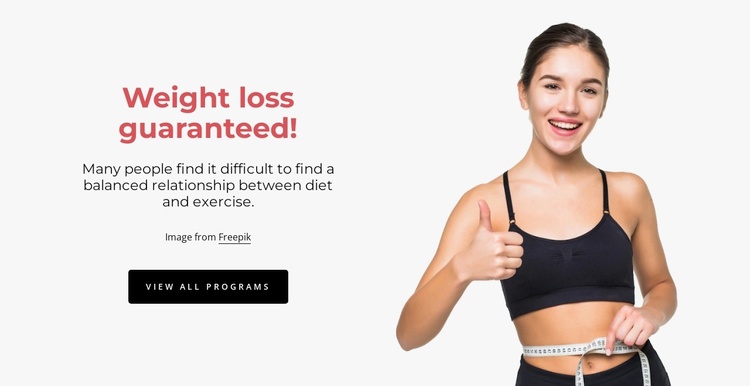 Weight loss
guaranteed!
Many people find it difficult to find a
balanced relationship between diet
and exercise.
Image from Freepik
VIEW ALL PROGRAMS